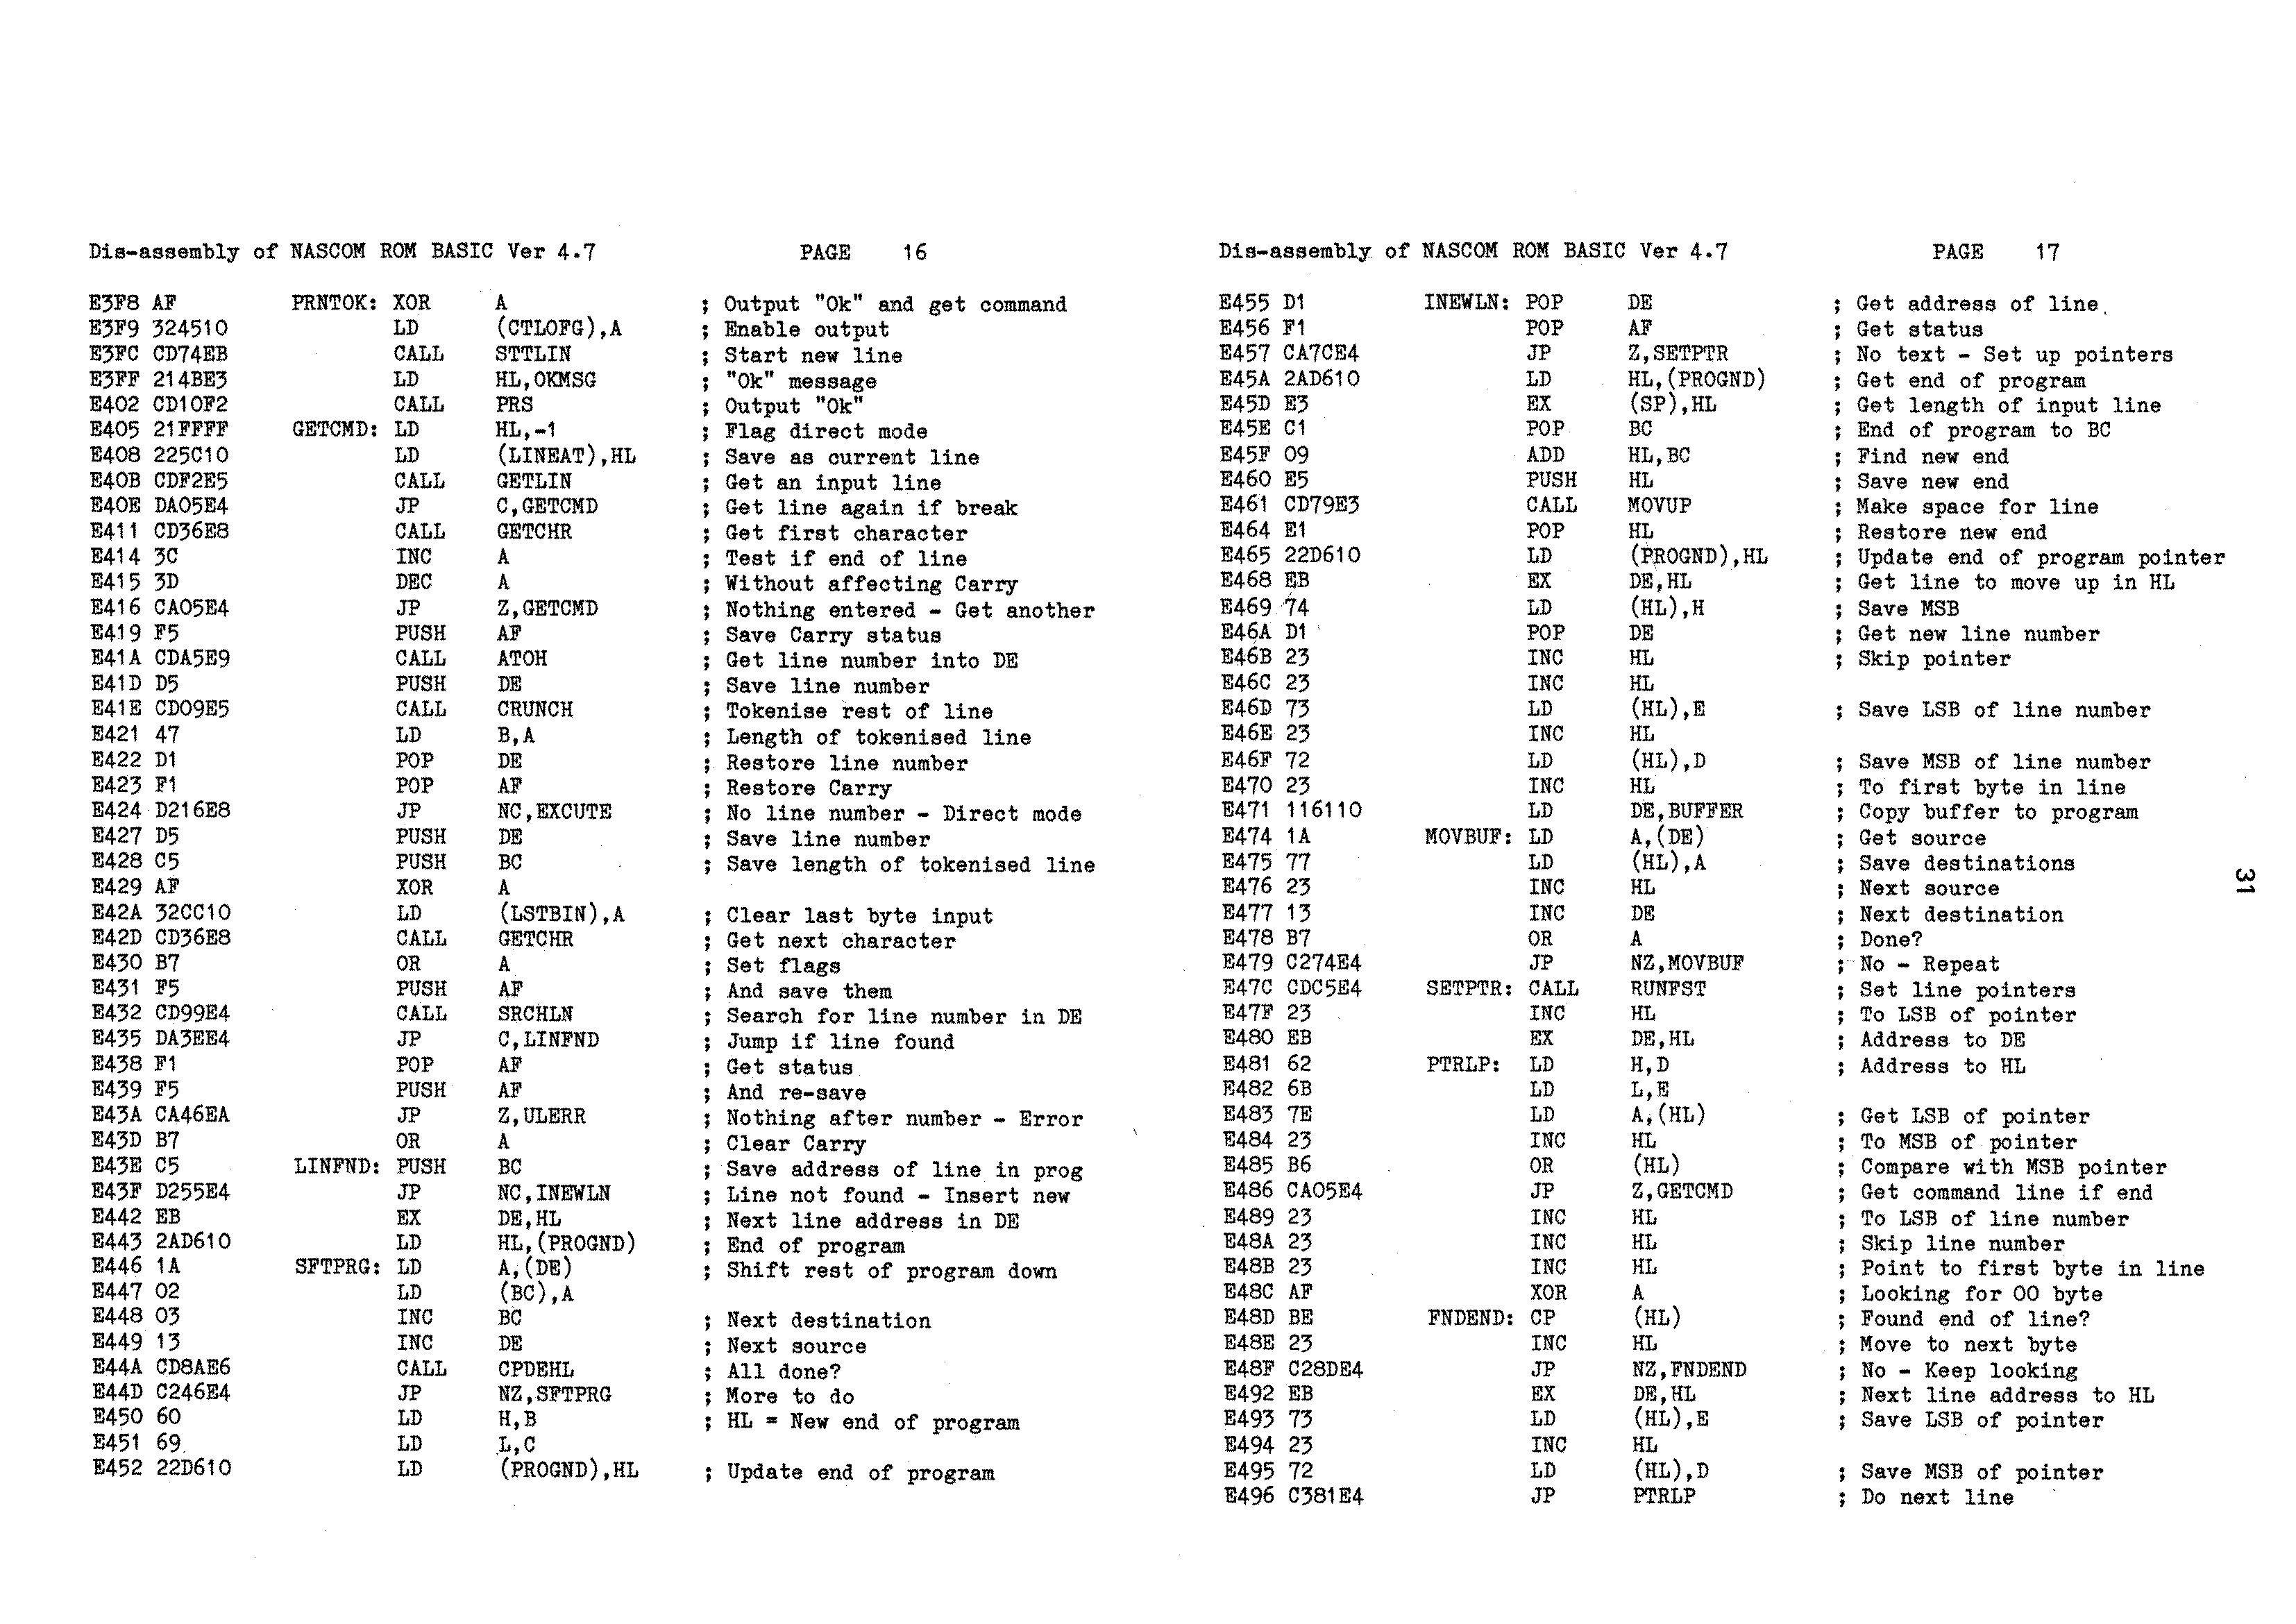 Dis-assembly of NASCOM ROM BASIC Ver 4.7 PAGE 16
E3F8 AF PRNTOK: XOR A ; Output "Ok" and get command
E3F9 324510 LD (CTLOFG),A ; Enable output
E3FC CD74EB CALL STTLIN ; Start new line
E3FF 214BE3 LD HL,OKMSG ; "Ok" message
E402 CD10F2 CALL PRS ; Output "Ok"
E405 21FFFF GETCMD: LD HL,-1 ; Flag direct mode
E408 225C10 LD (LINEAT),HL ; Save as current line
E40B CDF2E5 CALL GETLIN ; Get an input line
E40E DA05E4 JP C,GETCMD ; Get line again if break
E411 CD36E8 CALL GETCHR ; Get first character
E414 3C INC A ; Test if end of line
E415 3D DEC A ; Without affecting Carry
E416 CA05E4 JP Z,GETCMD ; Nothing entered - Get another
E419 F5 PUSH AF ; Save Carry status
E41A CDA5E9 CALL ATOH ; Get line number into DE
E41D D5 PUSH DE ; Save line number
E41E CD09E5 CALL CRUNCH ; Tokenise rest of line
E421 47 LD B,A ; Length of tokenised line
E422 D1 POP DE ; Restore line number
E423 F1 POP AF ; Restore Carry
E424 D216E8 JP NC,EXCUTE ; No line number - Direct mode
E427 D5 PUSH DE ; Save line number
E428 C5 PUSH BC ; Save length of tokenised line
E429 AF XOR A
E42A 32CC10 LD (LSTBIN),A ; Clear last byte input
E42D CD36E8 CALL GETCHR ; Get next character
E430 B7 OR A ; Set flags
E431 F5 PUSH AF ; And save them
E432 CD99E4 CALL SRCHLN ; Search for line number in DE
E435 DA3EE4 JP C,LINFND ; Jump if line found
E438 F1 POP AF ; Get status
E439 F5 PUSH AF ; And re-save
E43A CA46EA JP Z,ULERR ; Nothing after number - Error
E43D B7 OR A ; Clear Carry
E43E C5 LINFND: PUSH BC ; Save address of line in prog
E43F D255E4 JP NC,INEWLN ; Line not found - Insert new
E442 EB EX DE,HL ; Next line address in DE
E443 2AD610 LD HL,(PROGND) ; End of program
E446 1A SFTPRG: LD A,(DE) ; Shift rest of program down
E447 02 LD (BC),A
E448 03 INC BC ; Next destination
E449 13 INC DE ; Next source
E44A CD8AE6 CALL CPDEHL ; All done?
E44D C246E4 JP NZ,SFTPRG ; More to do
E450 60 LD H,B ; HL = New end of program
E451 69 LD L,C
E452 22D610 LD (PROGND),HL ; Update end of program
Dis-assembly of NASCOM ROM BASIC Ver 4.7 PAGE 17
E455 D1 INEWLN: POP DE ; Get address of line
E456 F1 POP AF ; Get status
E457 CA7CE4 JP Z,SETPTR ; No text - Set up pointers
E45A 2AD610 LD HL,(PROGND) ; Get end of program
E45D E3 EX (SP),HL ; Get length of input line
E45E C1 POP BC ; End of program to BC
E45F 09 ADD HL,BC ; Find new end
E460 E5 PUSH HL ; Save new end
E461 CD79E3 CALL MOVUP ; Make space for line
E464 E1 POP HL ; Restore new end
E465 22D610 LD (PROGND),HL ; Update end of program pointer
E468 EB EX DE,HL ; Get line to move up in HL
E469 74 LD (HL),H ; Save MSB
E46A D1 POP DE ; Get new line number
E46B 23 INC HL ; Skip pointer
E46C 23 INC HL
E46D 73 LD (HL),E ; Save LSB of line number
E46E 23 INC HL
E46F 72 LD (HL),D ; Save MSB of line number
E470 23 INC HL ; To first byte in line
E471 116110 LD DE,BUFFER ; Copy buffer to program
E474 1A MOVBUF: LD A,(DE) ; Get source
E475 77 LD (HL),A ; Save destinations
E476 23 INC HL ; Next source
E477 13 INC DE ; Next destination
E478 B7 OR A ; Done?
E479 C274E4 JP NZ,MOVBUF ; No - Repeat
E47C CDC5E4 SETPTR: CALL RUNFST ; Set line pointers
E47F 23 INC HL ; To LSB of pointer
E480 EB EX DE,HL ; Address to DE
E481 62 PTRLP: LD H,D ; Address to HL
E482 6B LD L,E
E483 7E LD A,(HL) ; Get LSB of pointer
E484 23 INC HL ; To MSB of pointer
E485 B6 OR (HL) ; Compare with MSB pointer
E486 CA05E4 JP Z,GETCMD ; Get command line if end
E489 23 INC HL ; To LSB of line number
E48A 23 INC HL ; Skip line number
E48B 23 INC HL ; Point to first byte in line
E48C AF XOR A ; Looking for 00 byte
E48D BE FNDEND: CP (HL) ; Found end of line?
E48E 23 INC HL ; Move to next byte
E48F C28DE4 JP NZ,FNDEND ; No - Keep looking
E492 EB EX DE,HL ; Next line address to HL
E493 73 LD (HL),E ; Save LSB of pointer
E494 23 INC HL
E495 72 LD (HL),D ; Save MSB of pointer
E496 C381E4 JP PTRLP ; Do next line
31